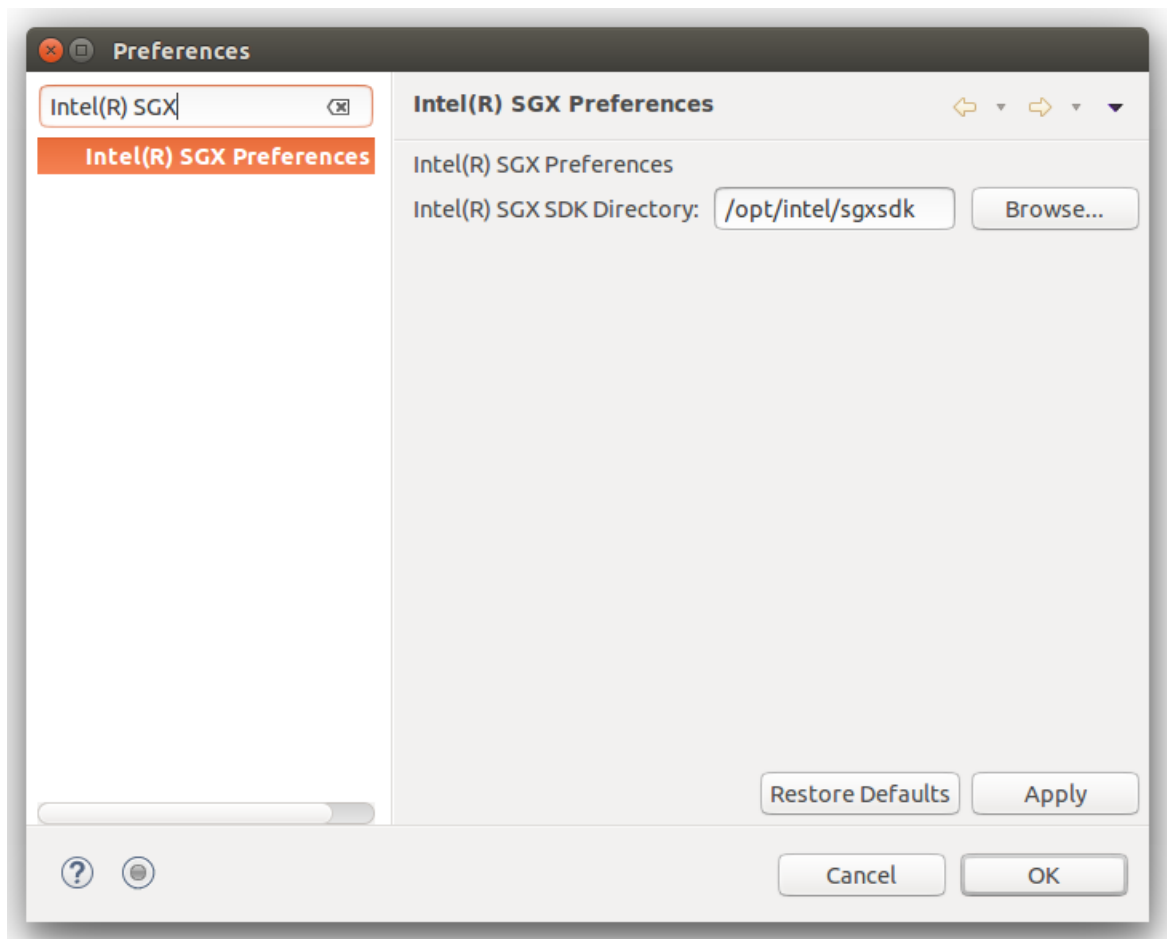 Preferences
Intel(R) SGX
Intel(R) SGX Preferences
Intel(R) SGX Preferences
Intel(R) SGX Preferences
Intel(R) SGX SDK Directory: /opt/intel/sgxsdk Browse...
Restore Defaults Apply
Cancel OK